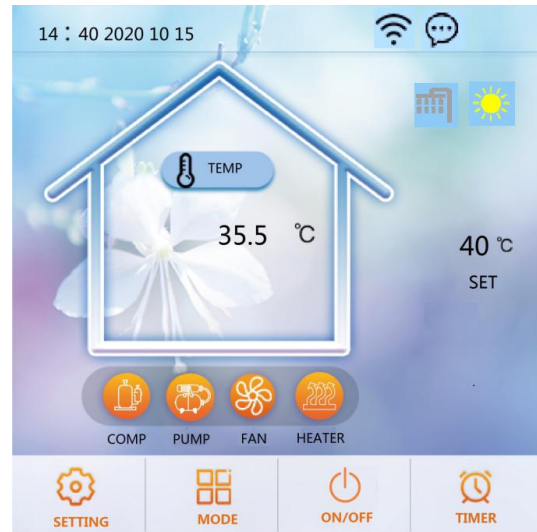 14：40 2020 10 15
TEMP
35.5 ℃
40 ℃
SET
COMP PUMP FAN HEATER
SETTING MODE ON/OFF TIMER